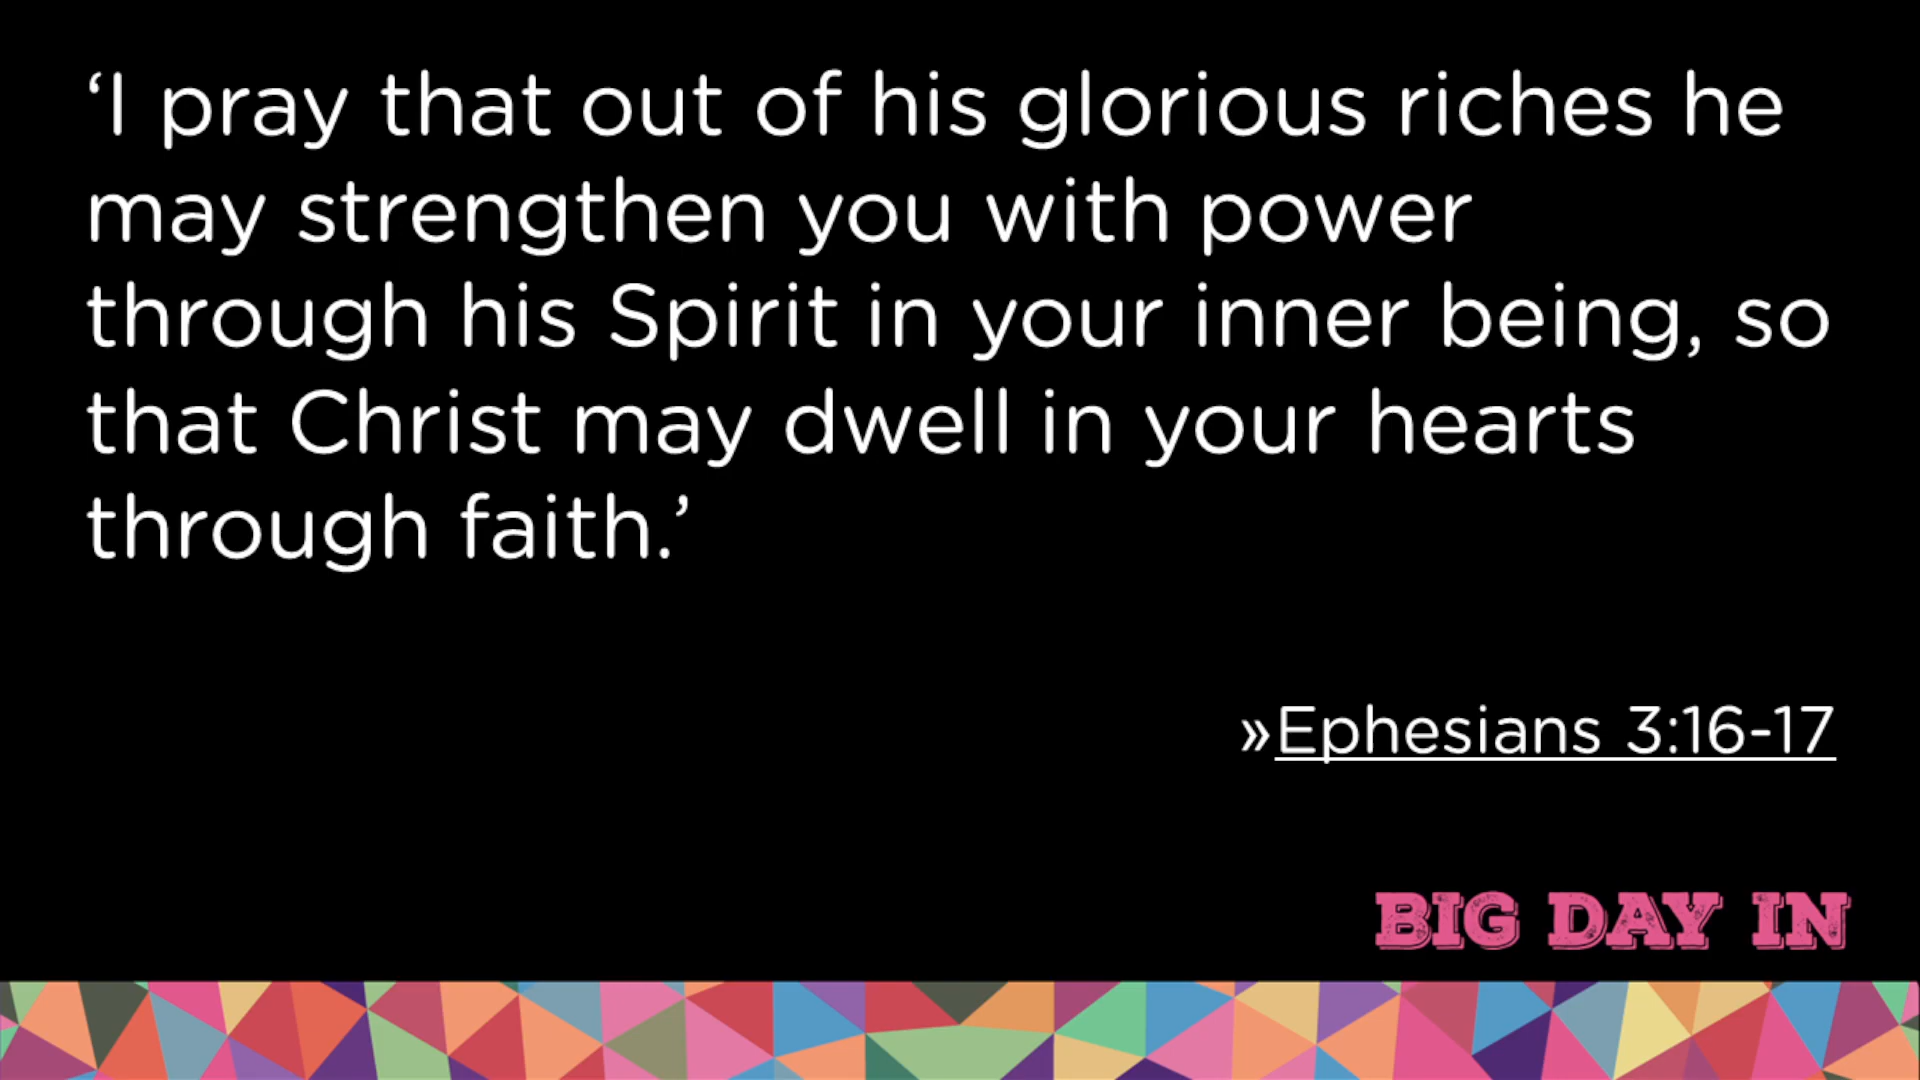 ‘I pray that out of his glorious riches he
may strengthen you with power
through his Spirit in your inner being, so
that Christ may dwell in your hearts
through faith.’
»Ephesians 3:16-17
BIG DAY IN